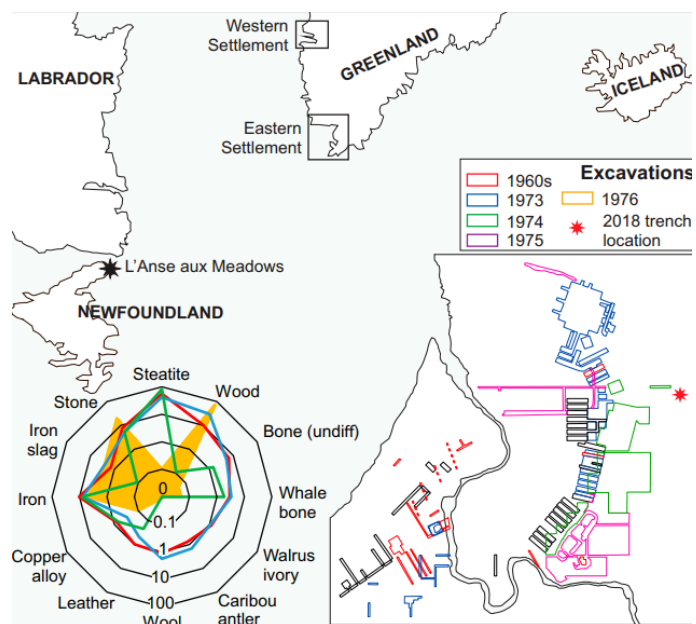 Western
Settlement
GREENLAND
LABRADOR
ICELAND
Eastern
Settlement
Excavations
1960s
1973
1974
1975
1976
2018 trench
location
L'Anse aux Meadows
NEWFOUNDLAND
Steatite
Wood
Bone (undiff)
Whale
bone
Walrus
ivory
Caribou
antler
Wool
Leather
Copper
alloy
Iron
Iron
slag
Stone
0
0.1
1
10
100